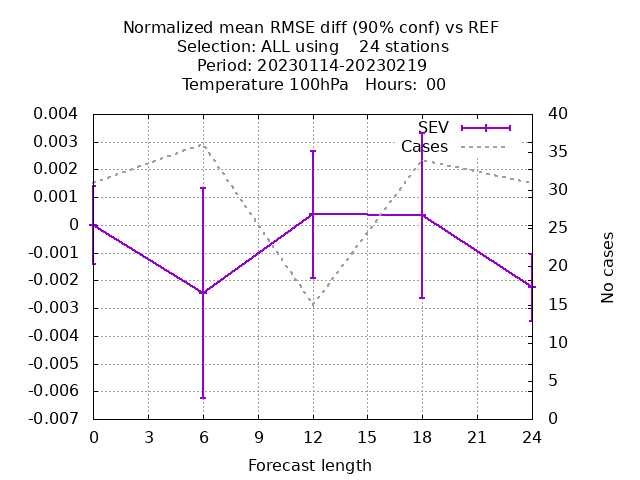 Normalized mean RMSE diff (90% conf) vs REF
Selection: ALL using    24 stations
Period: 20230114-20230219
Temperature 100hPa   Hours:  00
SEV
Cases
0.004
0.003
0.002
0.001
0
-0.001
-0.002
-0.003
-0.004
-0.005
-0.006
-0.007
40
35
30
25
20
15
10
5
0
No cases
0 3 6 9 12 15 18 21 24
Forecast length